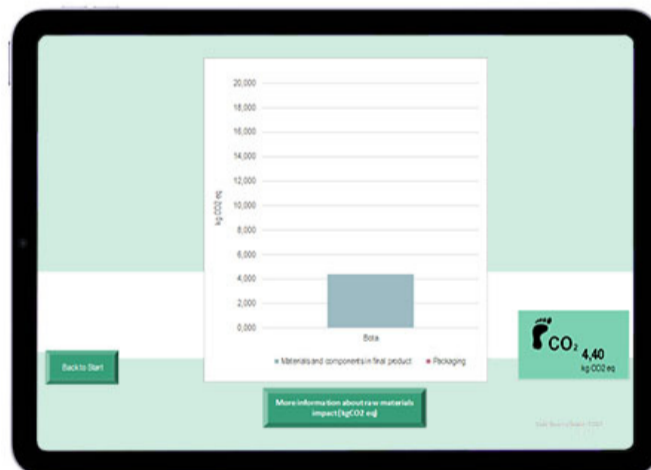 20,000
18,000
16,000
14,000
12,000
10,000
8,000
6,000
4,000
2,000
0,000
kg CO2 eq
Bota
Materials and components in final product
Packaging
CO₂ 4,40
kg CO2 eq
Back to Start
More information about raw materials
impact (kgCO2 eq)